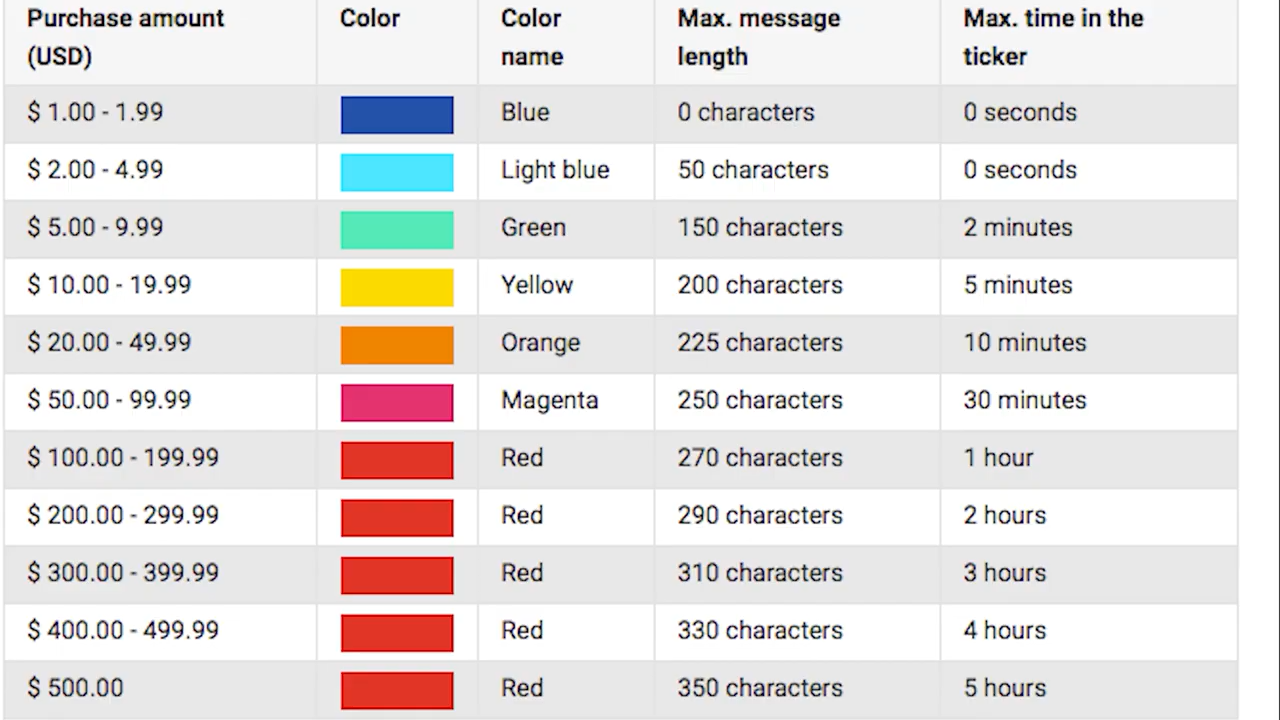 Purchase amount (USD) Color Color name Max. message length Max. time in the ticker
$ 1.00 - 1.99 Blue 0 characters 0 seconds
$ 2.00 - 4.99 Light blue 50 characters 0 seconds
$ 5.00 - 9.99 Green 150 characters 2 minutes
$ 10.00 - 19.99 Yellow 200 characters 5 minutes
$ 20.00 - 49.99 Orange 225 characters 10 minutes
$ 50.00 - 99.99 Magenta 250 characters 30 minutes
$ 100.00 - 199.99 Red 270 characters 1 hour
$ 200.00 - 299.99 Red 290 characters 2 hours
$ 300.00 - 399.99 Red 310 characters 3 hours
$ 400.00 - 499.99 Red 330 characters 4 hours
$ 500.00 Red 350 characters 5 hours